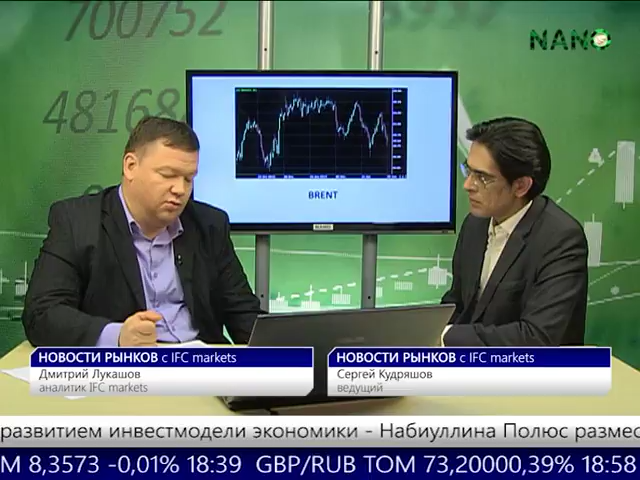 700752
NANO
48168
BRENT
НОВОСТИ РЫНКОВ с IFC markets
Дмитрий Лукашов
аналитик IFC markets
НОВОСТИ РЫНКОВ с IFC markets
Сергей Кудряшов
ведущий
развитием инвестмодели экономики - Набиуллина Полюс размес
M 8,3573 -0,01% 18:39 GBP/RUB TOM 73,20000,39% 18:58